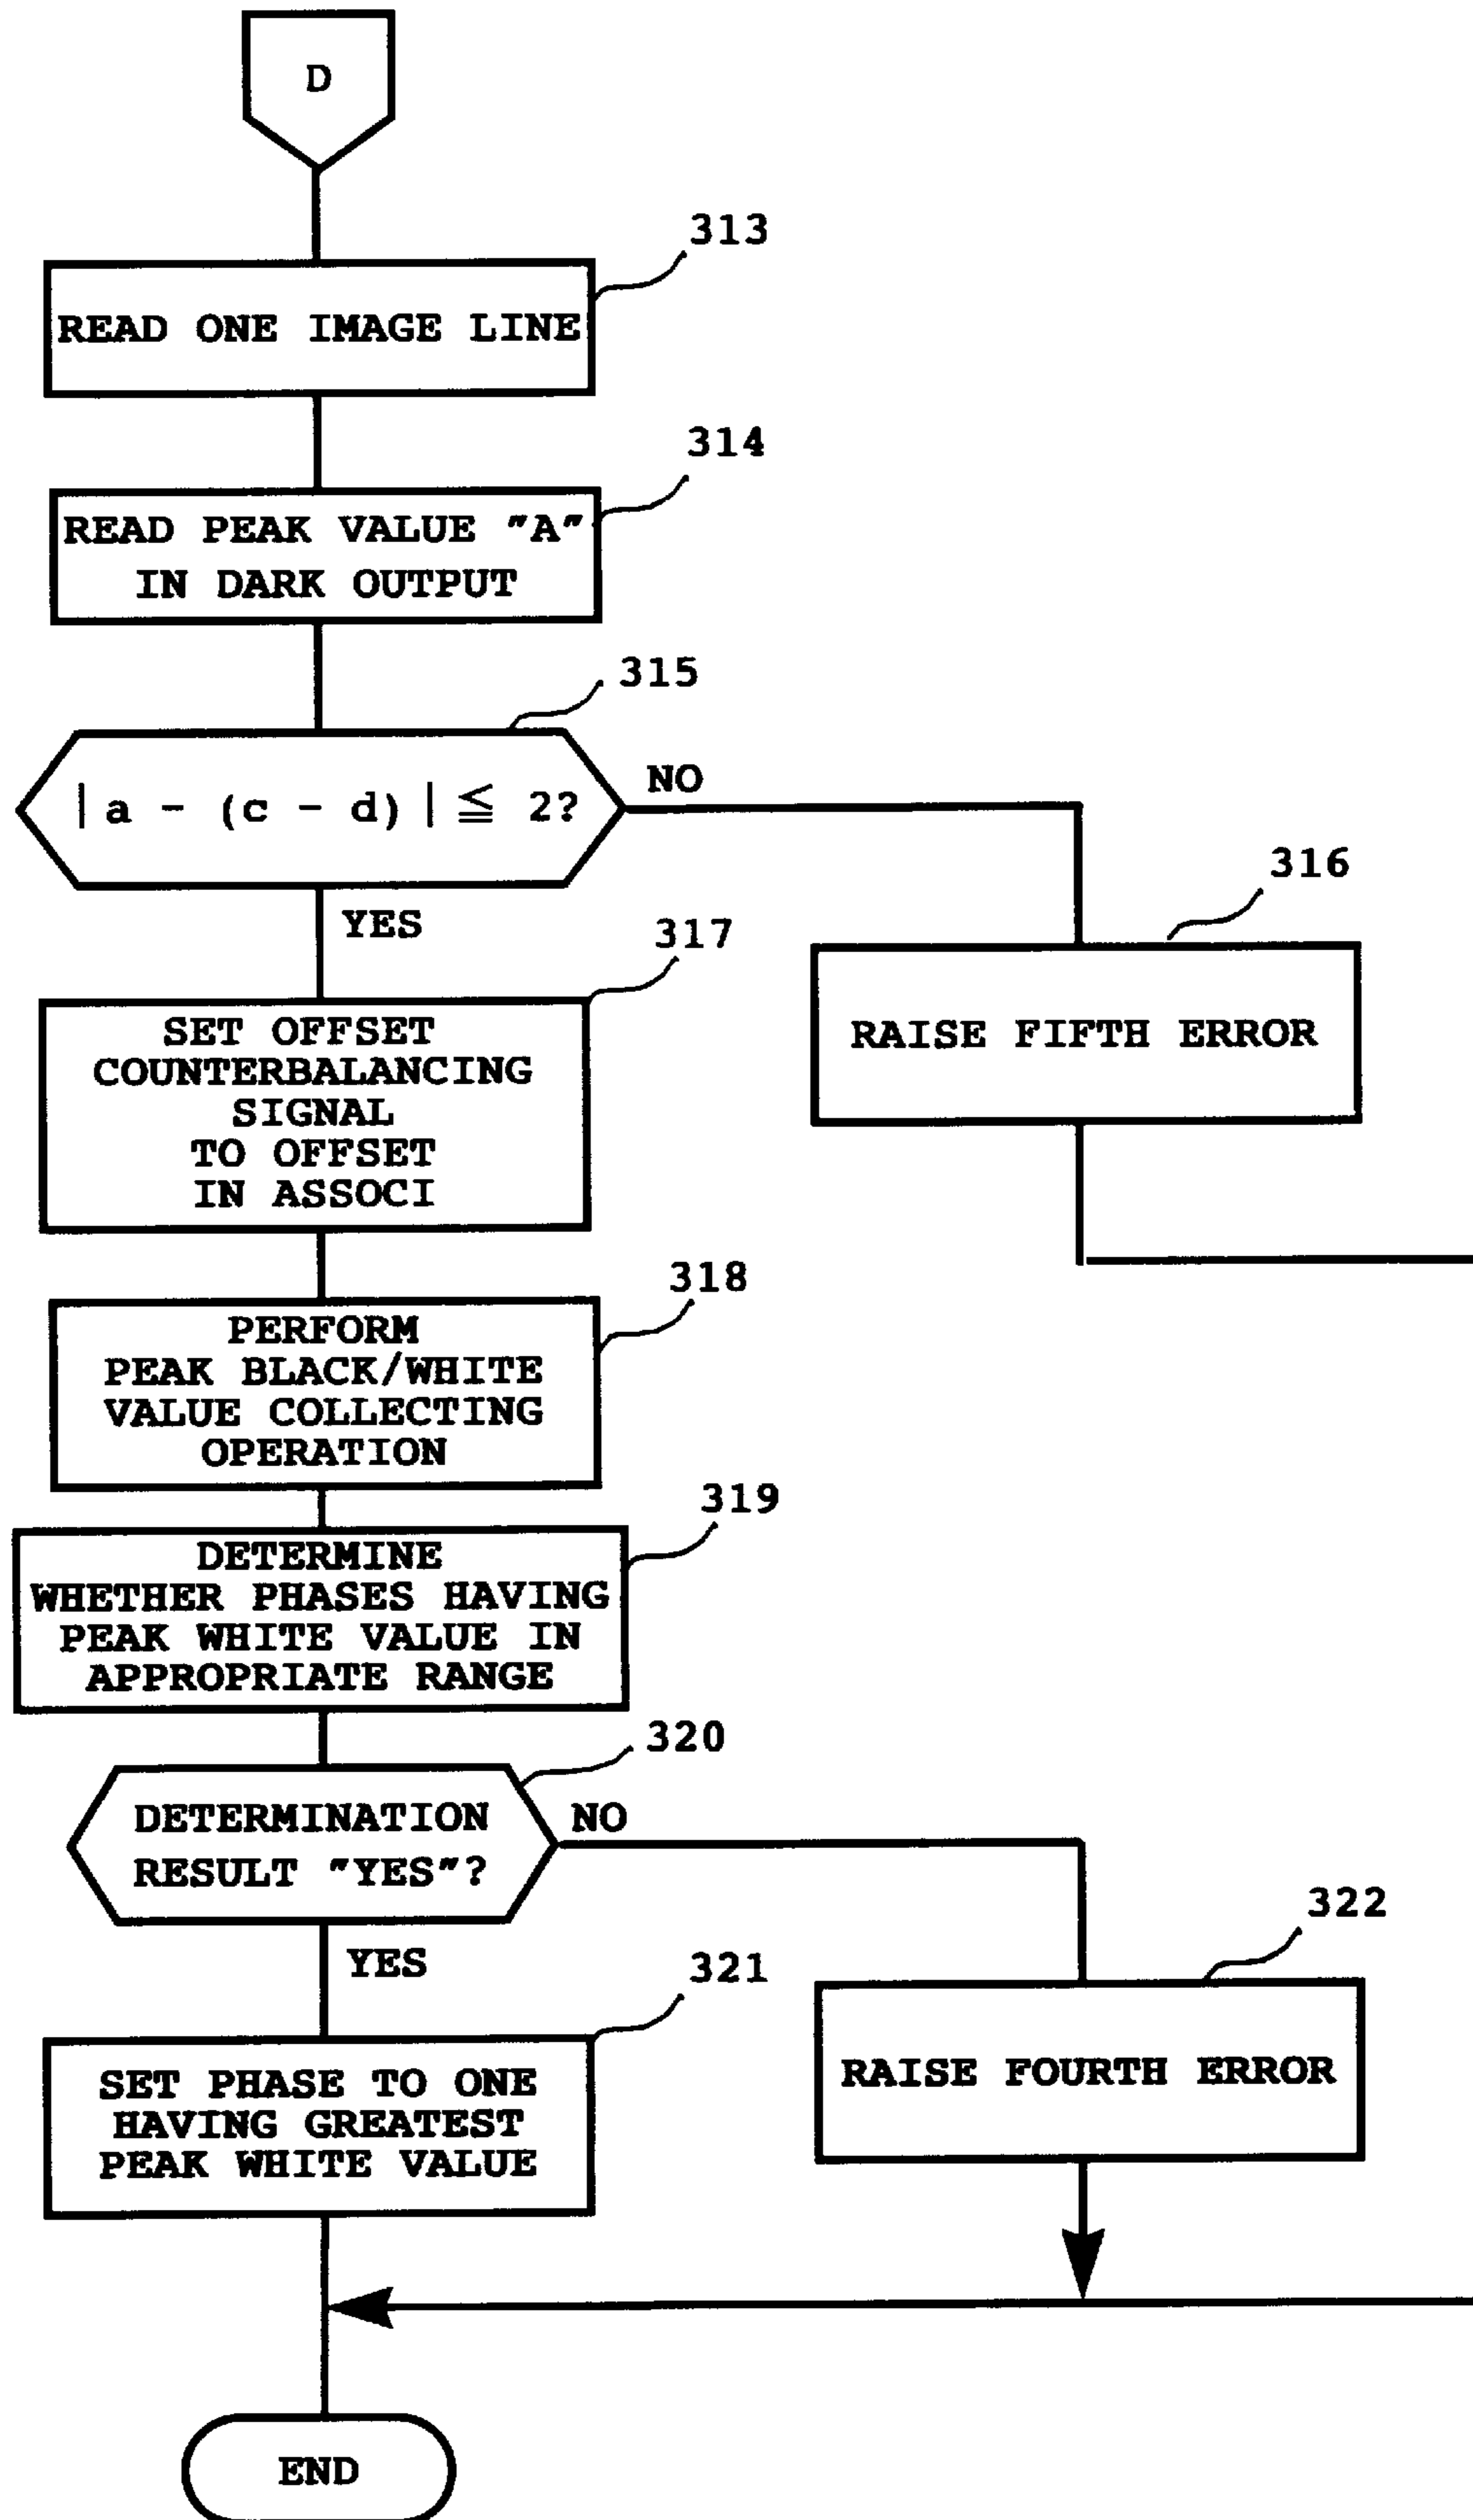 D
313
READ ONE IMAGE LINE
314
READ PEAK VALUE "A"
IN DARK OUTPUT
315
|a - (c - d)| ≦ 2?
NO
YES
316
RAISE FIFTH ERROR
317
SET OFFSET
COUNTERBALANCING
SIGNAL
TO OFFSET
IN ASSOCI
318
PERFORM
PEAK BLACK/WHITE
VALUE COLLECTING
OPERATION
319
DETERMINE
WHETHER PHASES HAVING
PEAK WHITE VALUE IN
APPROPRIATE RANGE
320
DETERMINATION
RESULT "YES"?
NO
YES
322
RAISE FOURTH ERROR
321
SET PHASE TO ONE
HAVING GREATEST
PEAK WHITE VALUE
END